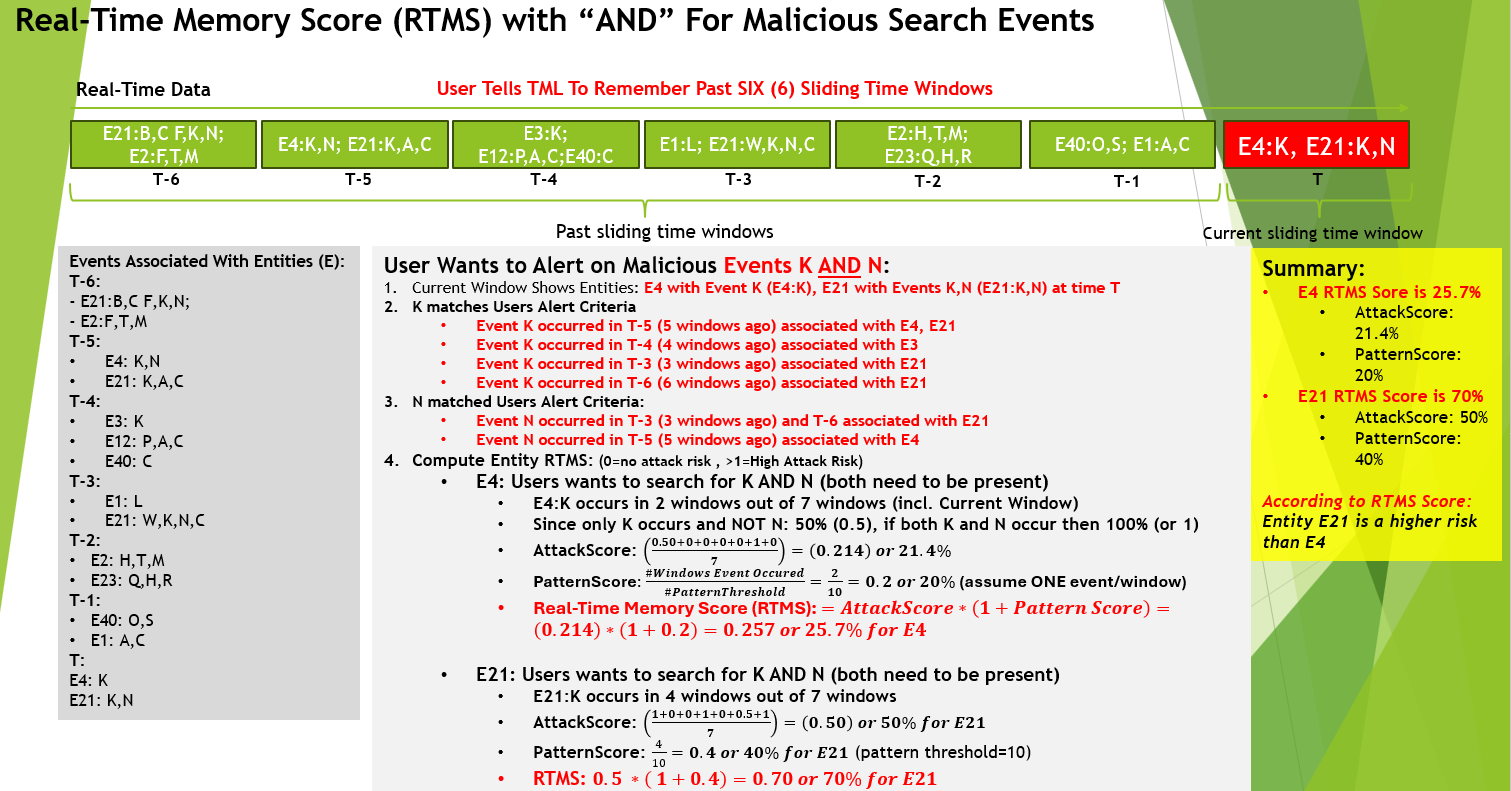 Real-Time Memory Score (RTMS) with “AND” For Malicious Search Events
Real-Time Data
User Tells TML To Remember Past SIX (6) Sliding Time Windows
E21:B,C F,K,N;
E2:F,T,M
E4:K,N; E21:K,A,C
E3:K;
E12:P,A,C;E40:C
E1:L; E21:W,K,N,C
E2:H,T,M;
E23:Q,H,R
E40:O,S; E1:A,C
E4:K, E21:K,N
T-6
T-5
T-4
T-3
T-2
T-1
T
Past sliding time windows
Current sliding time window
Events Associated With Entities (E):
T-6:
- E21:B,C F,K,N;
- E2:F,T,M
T-5:
• E4: K,N
• E21: K,A,C
T-4:
• E3: K
• E12: P,A,C
• E40: C
T-3:
• E1: L
• E21: W,K,N,C
T-2:
• E2: H,T,M
• E23: Q,H,R
T-1:
• E40: O,S
• E1: A,C
T:
E4: K
E21: K,N
User Wants to Alert on Malicious Events K AND N:
1. Current Window Shows Entities: E4 with Event K (E4:K), E21 with Events K,N (E21:K,N) at time T
2. K matches Users Alert Criteria
• Event K occurred in T-5 (5 windows ago) associated with E4, E21
• Event K occurred in T-4 (4 windows ago) associated with E3
• Event K occurred in T-3 (3 windows ago) associated with E21
• Event K occurred in T-6 (6 windows ago) associated with E21
3. N matched Users Alert Criteria:
• Event N occurred in T-3 (3 windows ago) and T-6 associated with E21
• Event N occurred in T-5 (5 windows ago) associated with E4
4. Compute Entity RTMS: (0=no attack risk , >1=High Attack Risk)
• E4: Users wants to search for K AND N (both need to be present)
• E4:K occurs in 2 windows out of 7 windows (incl. Current Window)
• Since only K occurs and NOT N: 50% (0.5), if both K and N occur then 100% (or 1)
• AttackScore: ((0.50+0+0+0+0+1+0)/7) = (0.214) or 21.4%
• PatternScore: #Windows Event Occured/#PatternThreshold = 2/10 = 0.2 or 20% (assume ONE event/window)
• Real-Time Memory Score (RTMS): = AttackScore * (1 + Pattern Score) =
(0.214) * (1 + 0.2) = 0.257 or 25.7% for E4
• E21: Users wants to search for K AND N (both need to be present)
• E21:K occurs in 4 windows out of 7 windows
• AttackScore: ((1+0+0+1+0+0.5+1)/7) = (0.50) or 50% for E21
• PatternScore: 4/10 = 0.4 or 40% for E21 (pattern threshold=10)
• RTMS: 0.5 * ( 1 + 0.4) = 0.70 or 70% for E21
Summary:
• E4 RTMS Sore is 25.7%
• AttackScore:
21.4%
• PatternScore:
20%
• E21 RTMS Score is 70%
• AttackScore: 50%
• PatternScore:
40%
According to RTMS Score:
Entity E21 is a higher risk
than E4